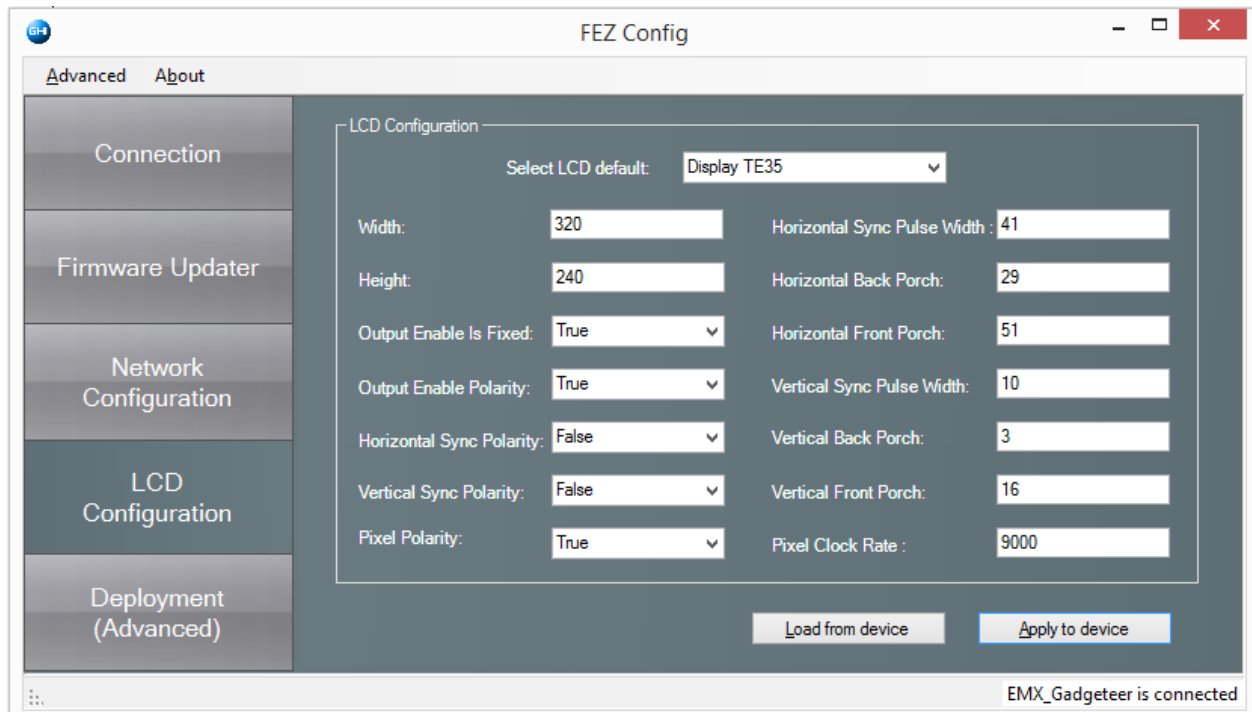 GHI
FEZ Config
Advanced About
Connection
Firmware Updater
Network
Configuration
LCD
Configuration
Deployment
(Advanced)
LCD Configuration
Select LCD default: Display TE35
Width: 320
Height: 240
Output Enable Is Fixed: True
Output Enable Polarity: True
Horizontal Sync Polarity: False
Vertical Sync Polarity: False
Pixel Polarity: True
Horizontal Sync Pulse Width : 41
Horizontal Back Porch: 29
Horizontal Front Porch: 51
Vertical Sync Pulse Width: 10
Vertical Back Porch: 3
Vertical Front Porch: 16
Pixel Clock Rate : 9000
Load from device
Apply to device
EMX_Gadgeteer is connected